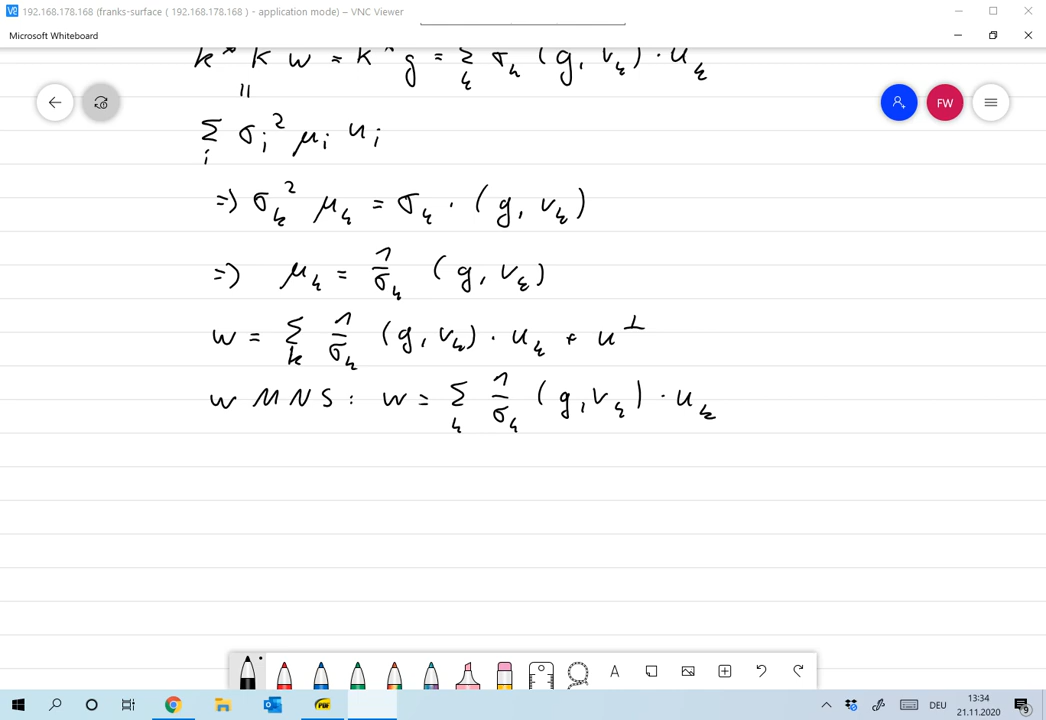 192.168.178.168 (franks-surface ( 192.168.178.168 ) - application mode) – VNC Viewer
Microsoft Whiteboard
K* K w = K* g = Σ_k σ_k (g, v_k) · u_k
||
Σ_i σ_i² μ_i u_i
FW
=> σ_k² μ_k = σ_k · (g, v_k)
=> μ_k = 1/σ_k (g, v_k)
w = Σ_k 1/σ_k (g, v_k) · u_k + u^⊥
w MNS: w = Σ_k 1/σ_k (g, v_k) · u_k
A
DEU
13:34
21.11.2020
9